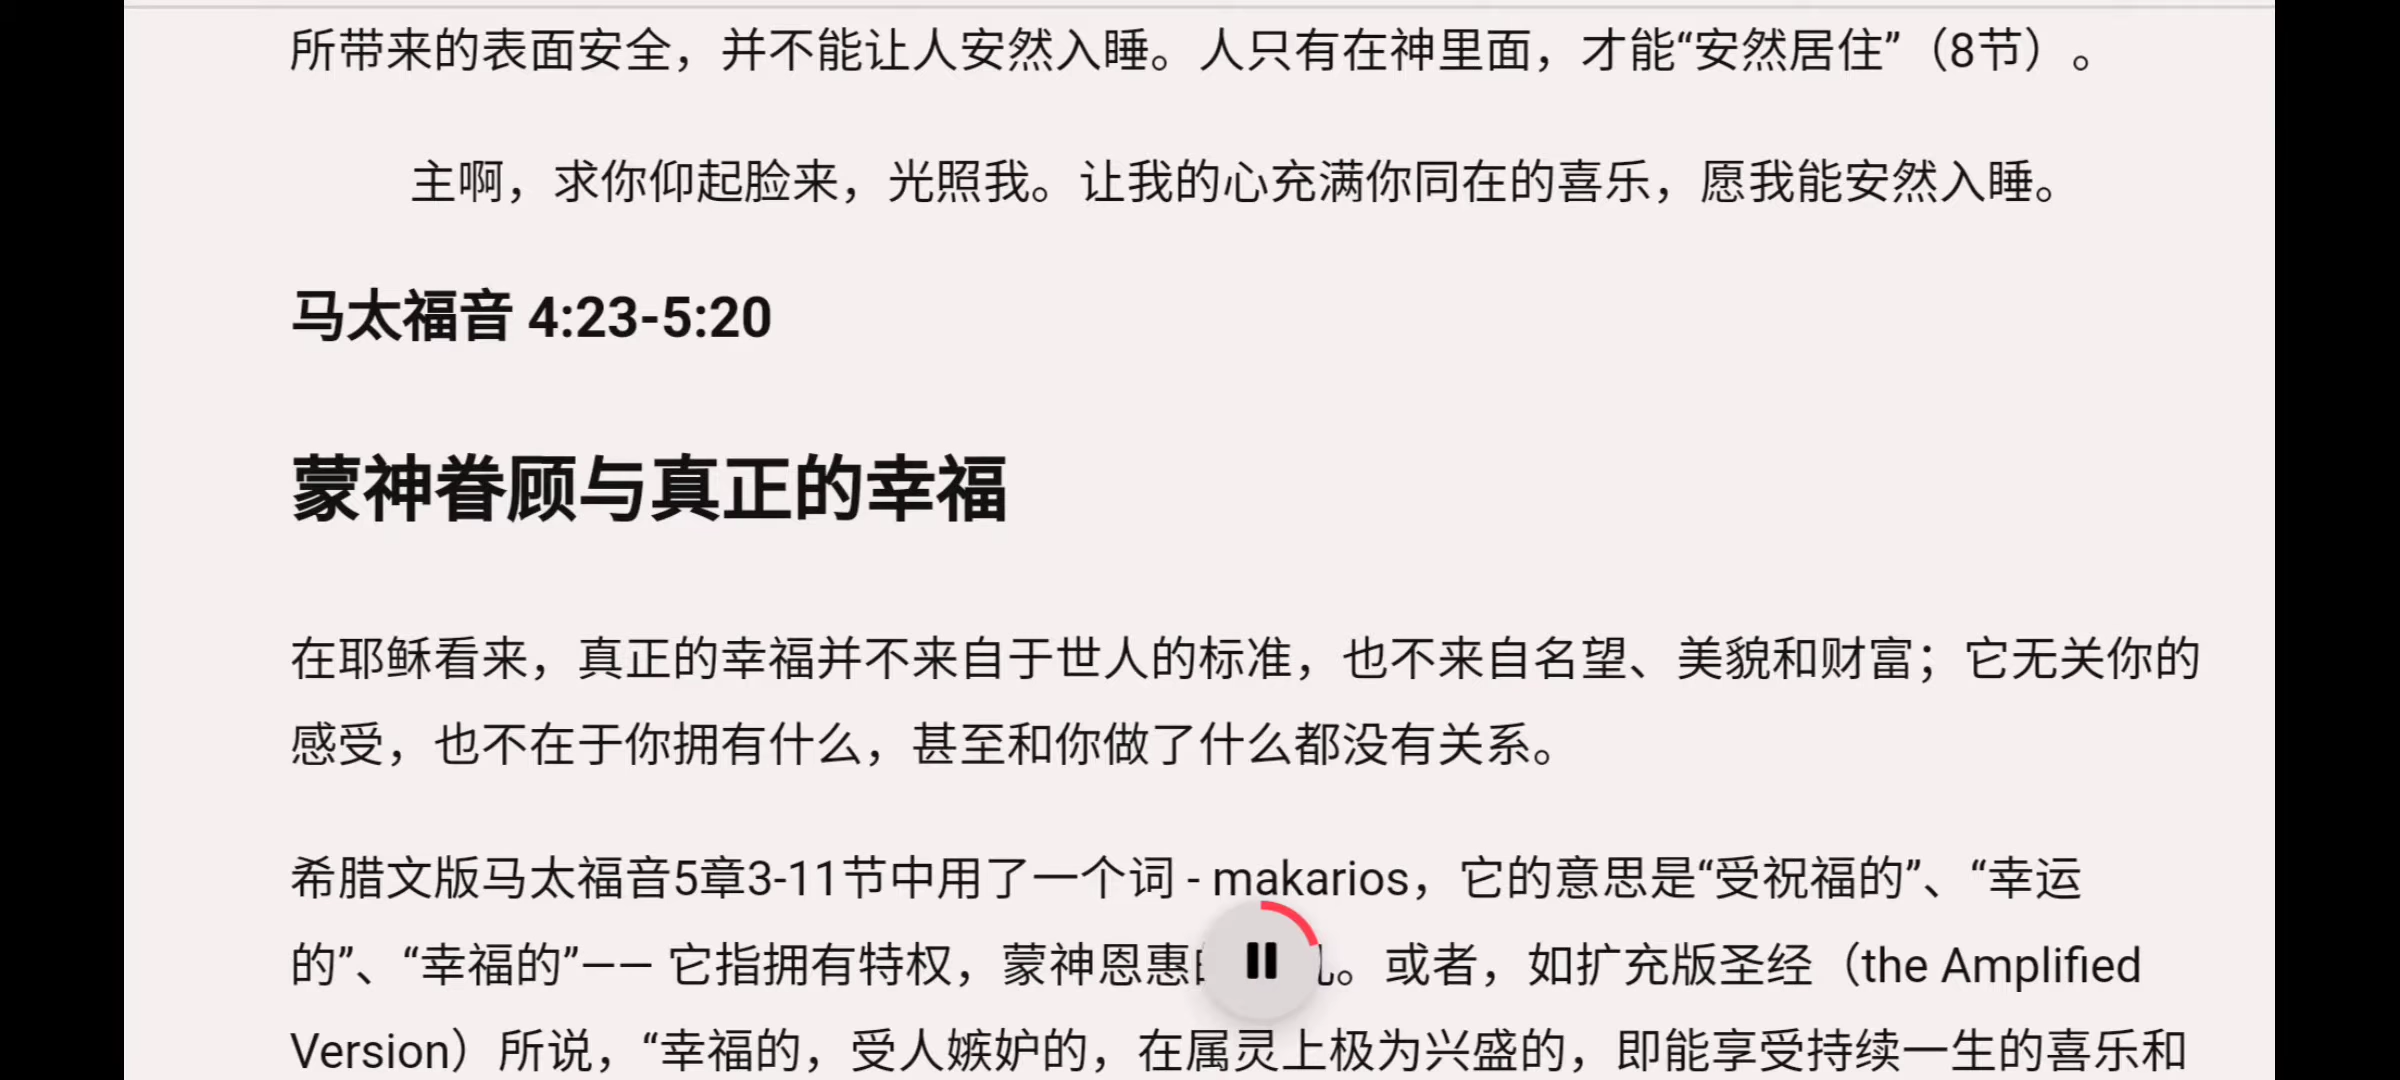 所带来的表面安全，并不能让人安然入睡。人只有在神里面，才能“安然居住”（8节）。
主啊，求你仰起脸来，光照我。让我的心充满你同在的喜乐，愿我能安然入睡。
马太福音 4:23-5:20
蒙神眷顾与真正的幸福
在耶稣看来，真正的幸福并不来自于世人的标准，也不来自名望、美貌和财富；它无关你的
感受，也不在于你拥有什么，甚至和你做了什么都没有关系。
希腊文版马太福音5章3-11节中用了一个词 - makarios，它的意思是“受祝福的”、“幸运
的”、“幸福的”—— 它指拥有特权，蒙神恩惠。或者，如扩充版圣经（the Amplified
Version）所说，“幸福的，受人嫉妒的，在属灵上极为兴盛的，即能享受持续一生的喜乐和